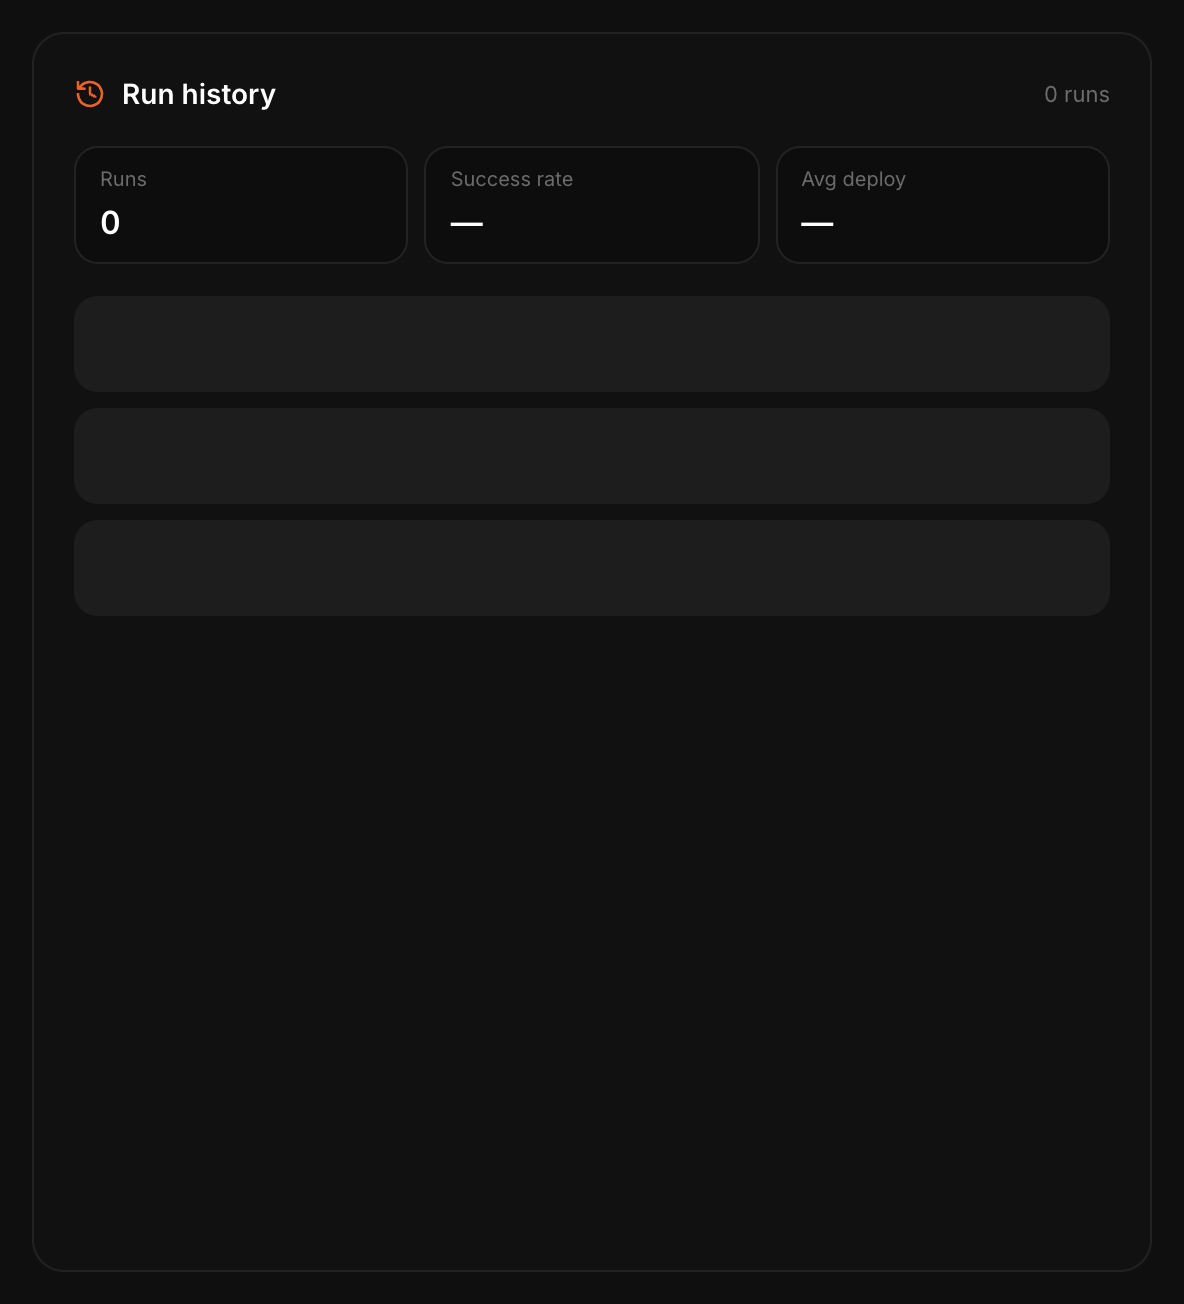 Run history
0 runs
Runs
0
Success rate
—
Avg deploy
—